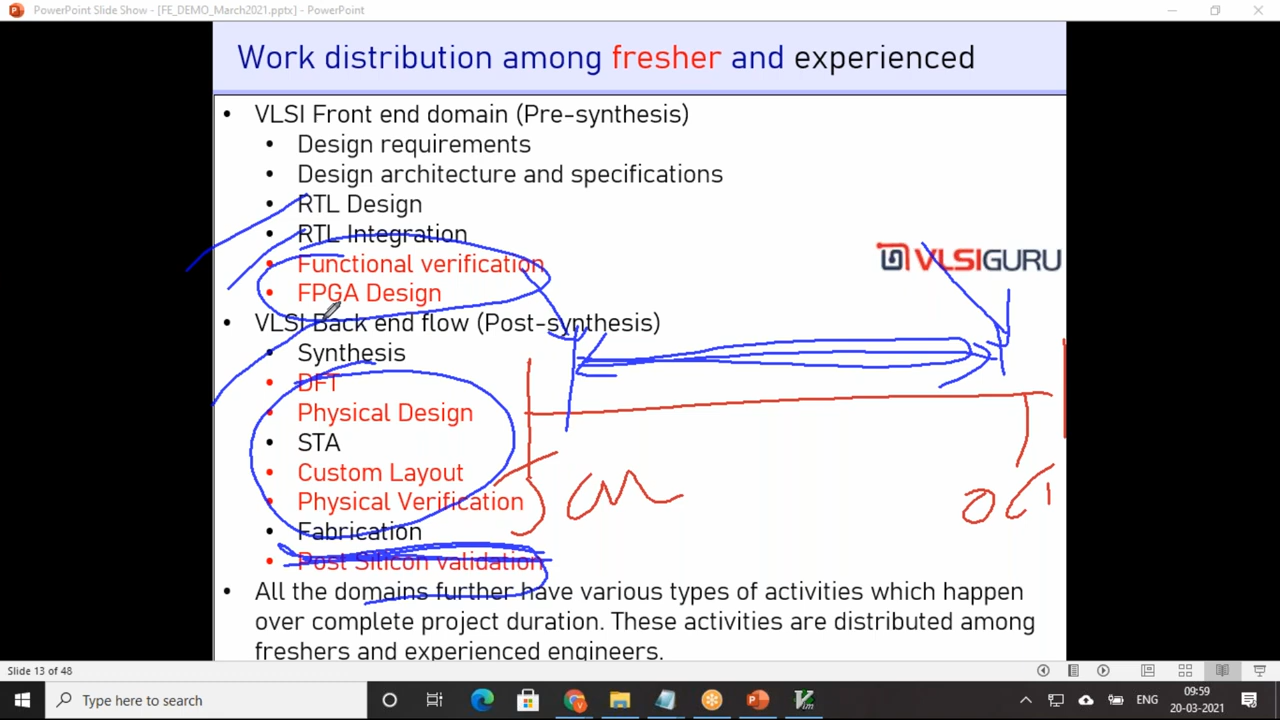 PowerPoint Slide Show - [FE_DEMO_March2021.pptx] - PowerPoint
Work distribution among fresher and experienced
• VLSI Front end domain (Pre-synthesis)
• Design requirements
• Design architecture and specifications
• RTL Design
• RTL Integration
• Functional verification
• FPGA Design
VLSIGURU
• VLSI Back end flow (Post-synthesis)
• Synthesis
• DFT
• Physical Design
• STA
• Custom Layout
• Physical Verification
• Fabrication
• Post Silicon validation
• All the domains further have various types of activities which happen
over complete project duration. These activities are distributed among
freshers and experienced engineers.
Slide 13 of 48
Type here to search
ENG
09:59
20-03-2021